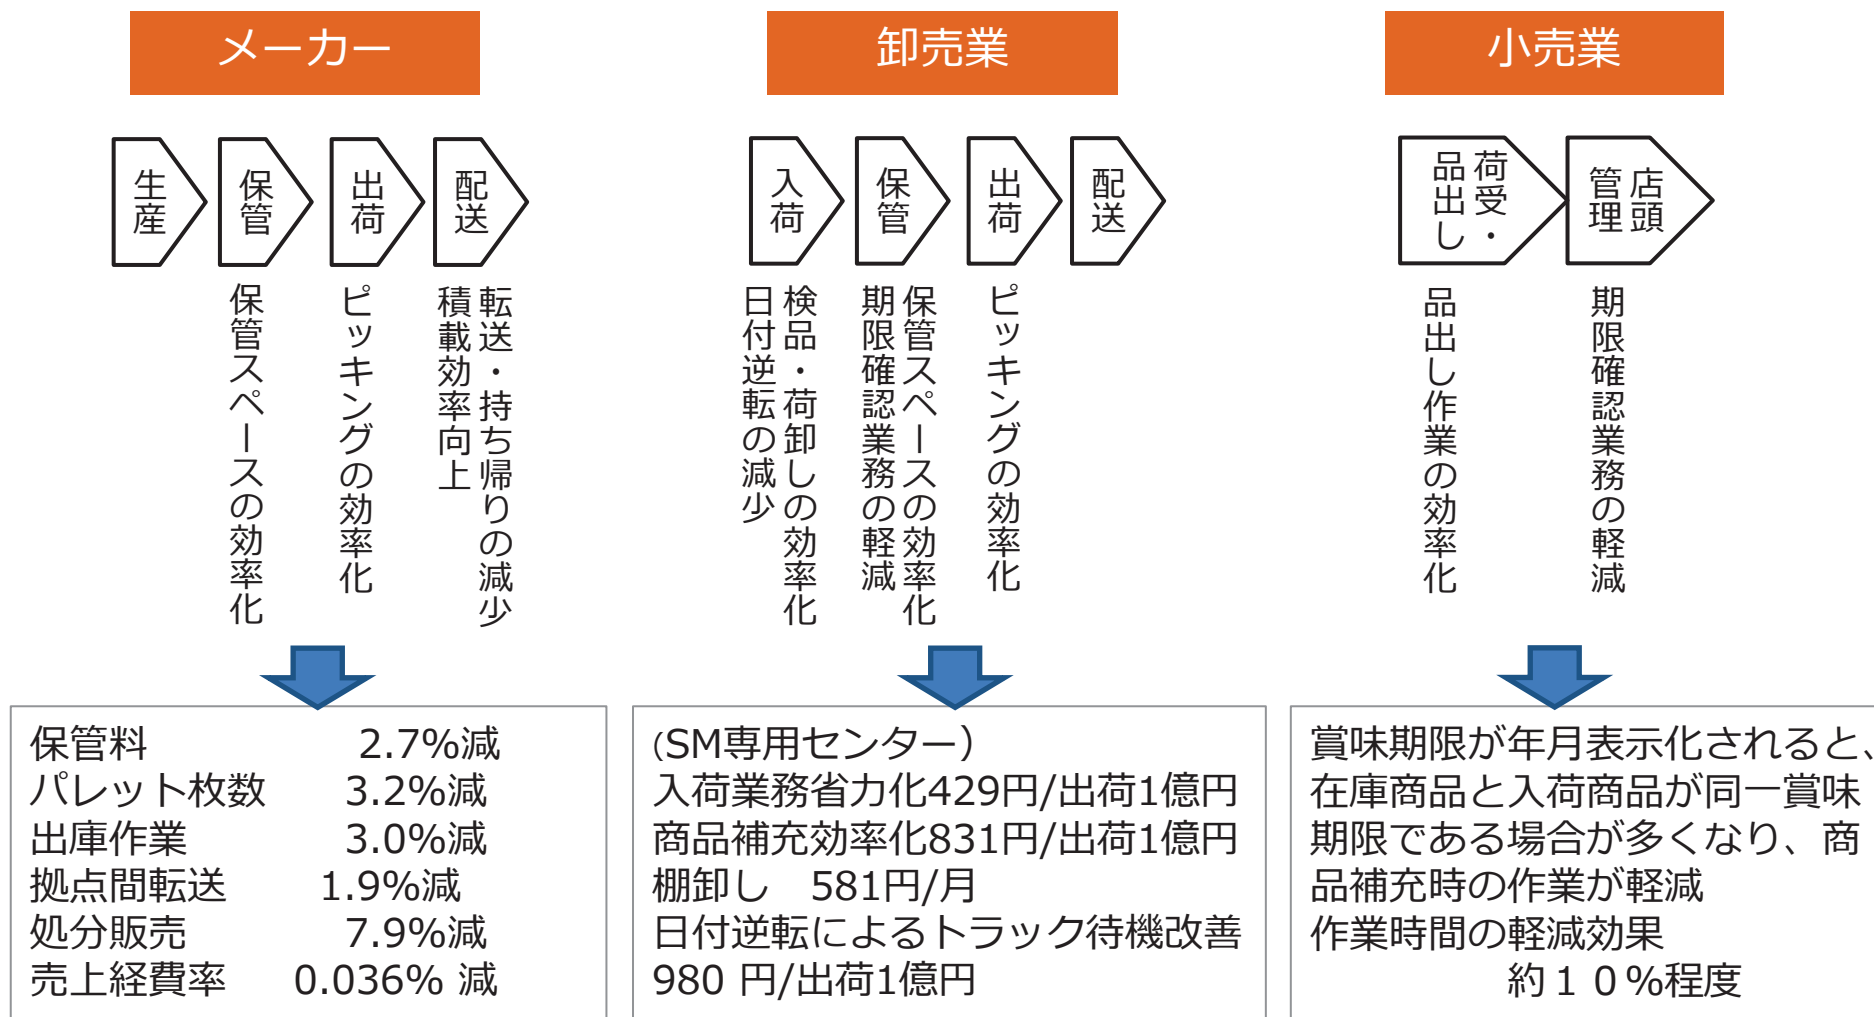 メーカー
生産
保管
出荷
配送
保管スペースの効率化
ピッキングの効率化
転送・持ち帰りの減少
積載効率向上
保管料 2.7%減
パレット枚数 3.2%減
出庫作業 3.0%減
拠点間転送 1.9%減
処分販売 7.9%減
売上経費率 0.036% 減
卸売業
入荷
保管
出荷
配送
検品・荷卸しの効率化
日付逆転の減少
保管スペースの効率化
期限確認業務の軽減
ピッキングの効率化
(SM専用センター）
入荷業務省力化429円/出荷1億円
商品補充効率化831円/出荷1億円
棚卸し　581円/月
日付逆転によるトラック待機改善
980 円/出荷1億円
小売業
荷受・
品出し
店頭
管理
品出し作業の効率化
期限確認業務の軽減
賞味期限が年月表示化されると、
在庫商品と入荷商品が同一賞味
期限である場合が多くなり、商
品補充時の作業が軽減
作業時間の軽減効果
約１０%程度